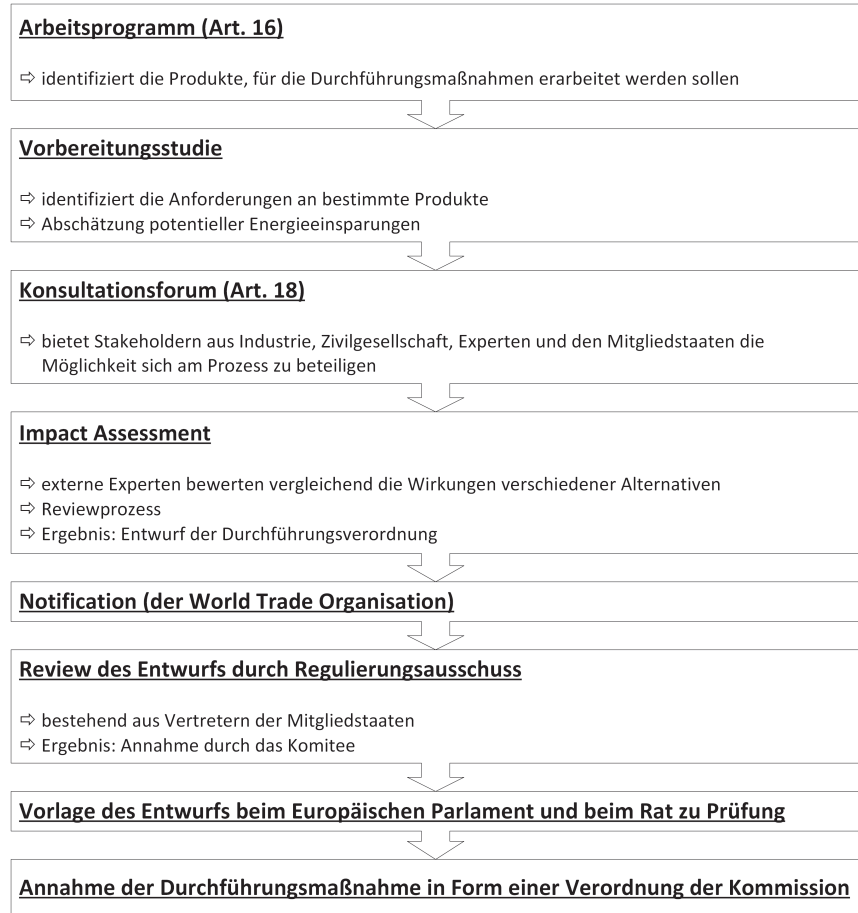 Arbeitsprogramm (Art. 16)
⇨ identifiziert die Produkte, für die Durchführungsmaßnahmen erarbeitet werden sollen
Vorbereitungsstudie
⇨ identifiziert die Anforderungen an bestimmte Produkte
⇨ Abschätzung potentieller Energieeinsparungen
Konsultationsforum (Art. 18)
⇨ bietet Stakeholdern aus Industrie, Zivilgesellschaft, Experten und den Mitgliedstaaten die
Möglichkeit sich am Prozess zu beteiligen
Impact Assessment
⇨ externe Experten bewerten vergleichend die Wirkungen verschiedener Alternativen
⇨ Reviewprozess
⇨ Ergebnis: Entwurf der Durchführungsverordnung
Notification (der World Trade Organisation)
Review des Entwurfs durch Regulierungsausschuss
⇨ bestehend aus Vertretern der Mitgliedstaaten
⇨ Ergebnis: Annahme durch das Komitee
Vorlage des Entwurfs beim Europäischen Parlament und beim Rat zu Prüfung
Annahme der Durchführungsmaßnahme in Form einer Verordnung der Kommission